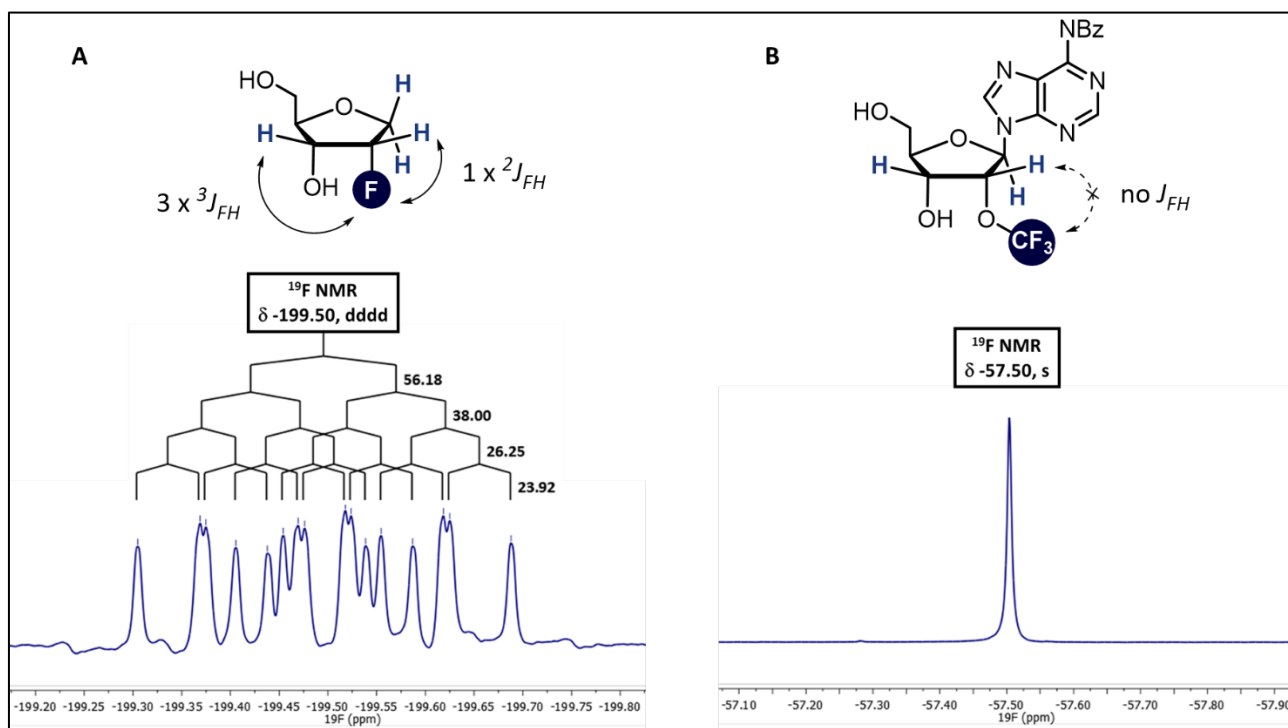 A
HO
H
O
H
H
H
OH
F
3 x ³J_FH
1 x ²J_FH
¹⁹F NMR
δ -199.50, dddd
56.18
38.00
26.25
23.92
-199.20 -199.25 -199.30 -199.35 -199.40 -199.45 -199.50 -199.55 -199.60 -199.65 -199.70 -199.75 -199.80
19F (ppm)
B
NBz
N
N
N
N
HO
O
H
H
H
OH
O
CF₃
no J_FH
¹⁹F NMR
δ -57.50, s
-57.10 -57.20 -57.30 -57.40 -57.50 -57.60 -57.70 -57.80
19F (ppm)